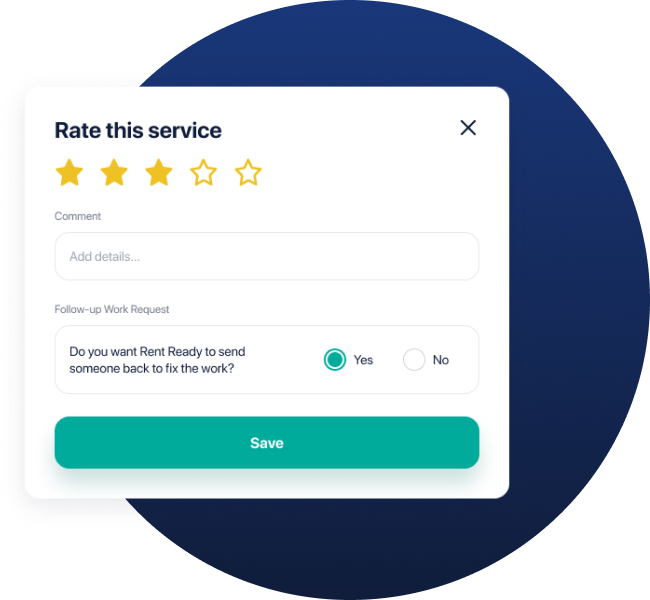 Rate this service
Comment
Add details...
Follow-up Work Request
Do you want Rent Ready to send
someone back to fix the work?
Yes
No
Save